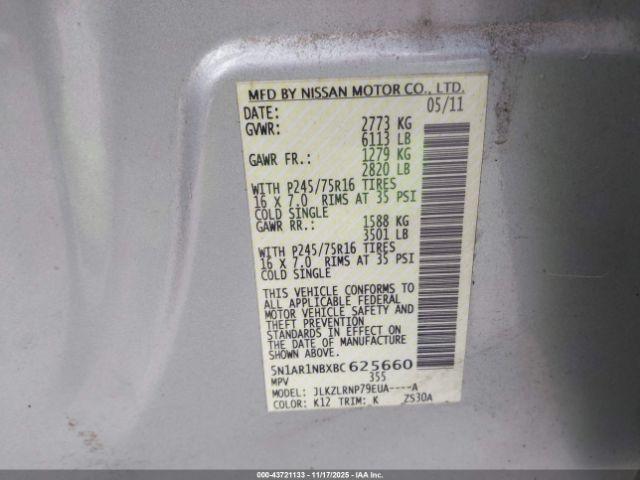 MFD BY NISSAN MOTOR CO., LTD.
DATE: 05/11
GVWR: 2773 KG
6113 LB
GAWR FR.: 1279 KG
2820 LB
WITH P245/75R16 TIRES
16 X 7.0 RIMS AT 35 PSI
COLD SINGLE
GAWR RR.: 1588 KG
3501 LB
WITH P245/75R16 TIRES
16 X 7.0 RIMS AT 35 PSI
COLD SINGLE
THIS VEHICLE CONFORMS TO
ALL APPLICABLE FEDERAL
MOTOR VEHICLE SAFETY AND
THEFT PREVENTION
STANDARDS IN EFFECT ON
THE DATE OF MANUFACTURE
SHOWN ABOVE.
5N1AR1NBXBC625660
MPV 355
MODEL: JLKZLRNP79EUA----A
COLOR: K12 TRIM: K ZS30A
000-43721133 - 11/17/2025 - IAAI.COM